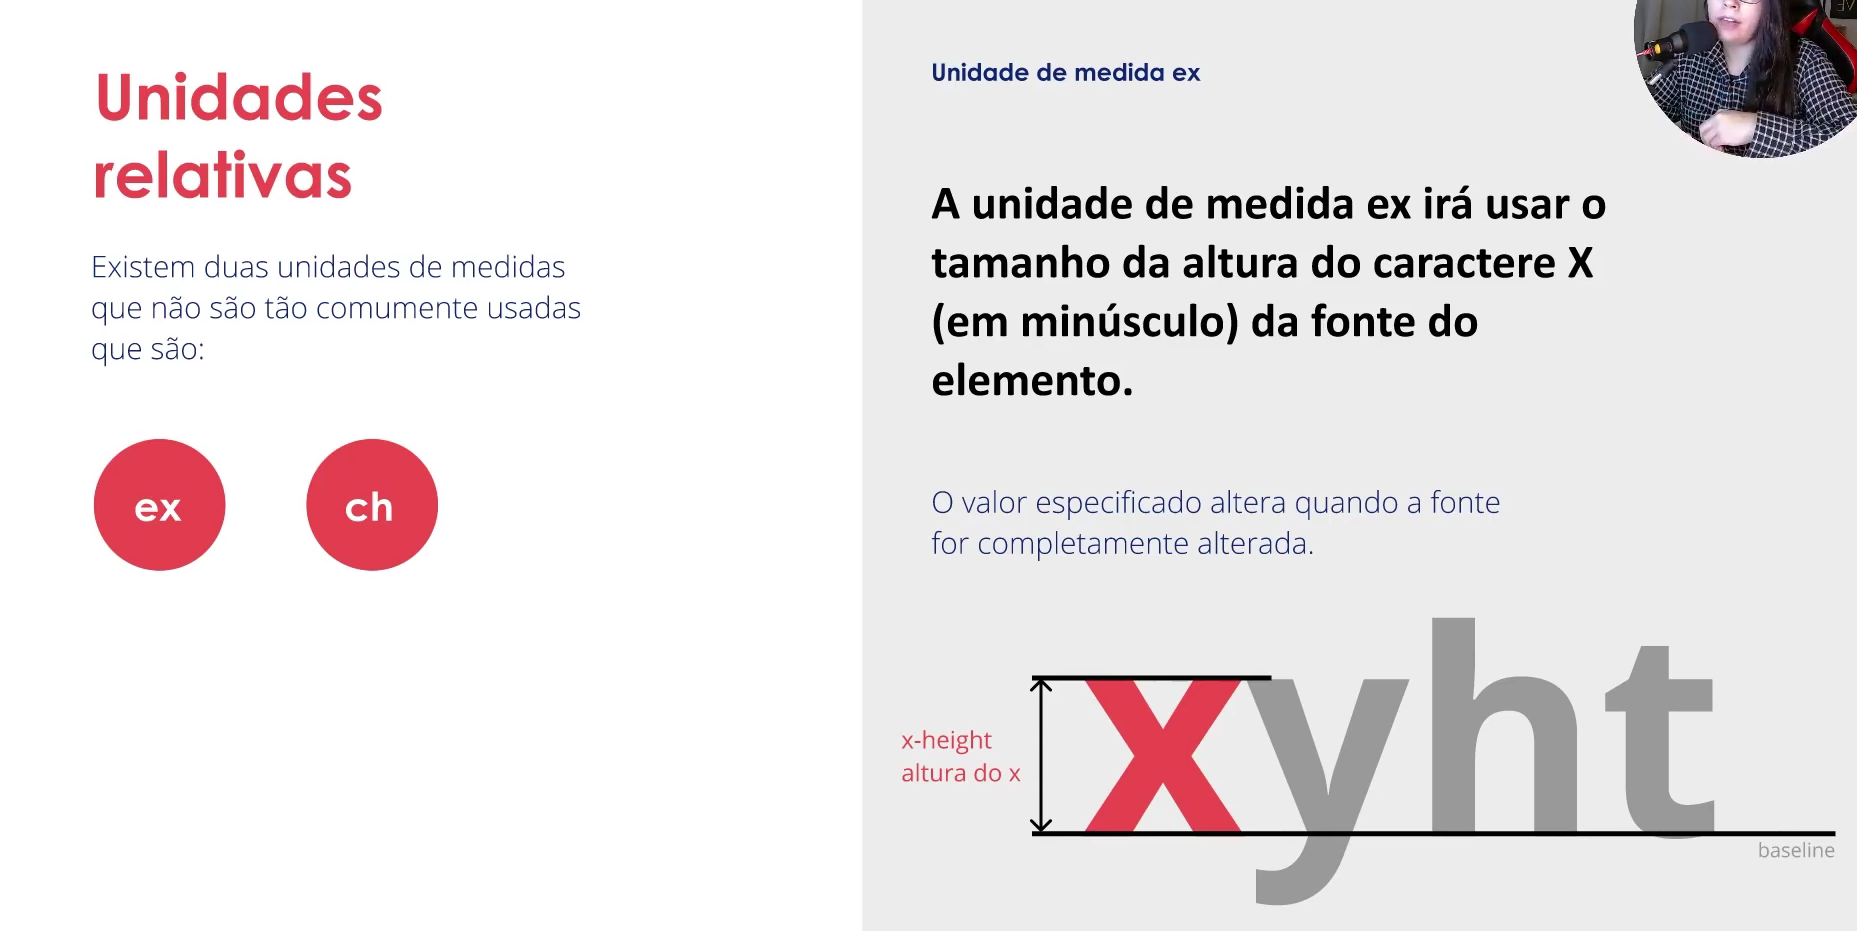 Unidades
relativas
Existem duas unidades de medidas
que não são tão comumente usadas
que são:
ex
ch
Unidade de medida ex
A unidade de medida ex irá usar o
tamanho da altura do caractere X
(em minúsculo) da fonte do
elemento.
O valor especificado altera quando a fonte
for completamente alterada.
x-height
altura do x
xyht
baseline